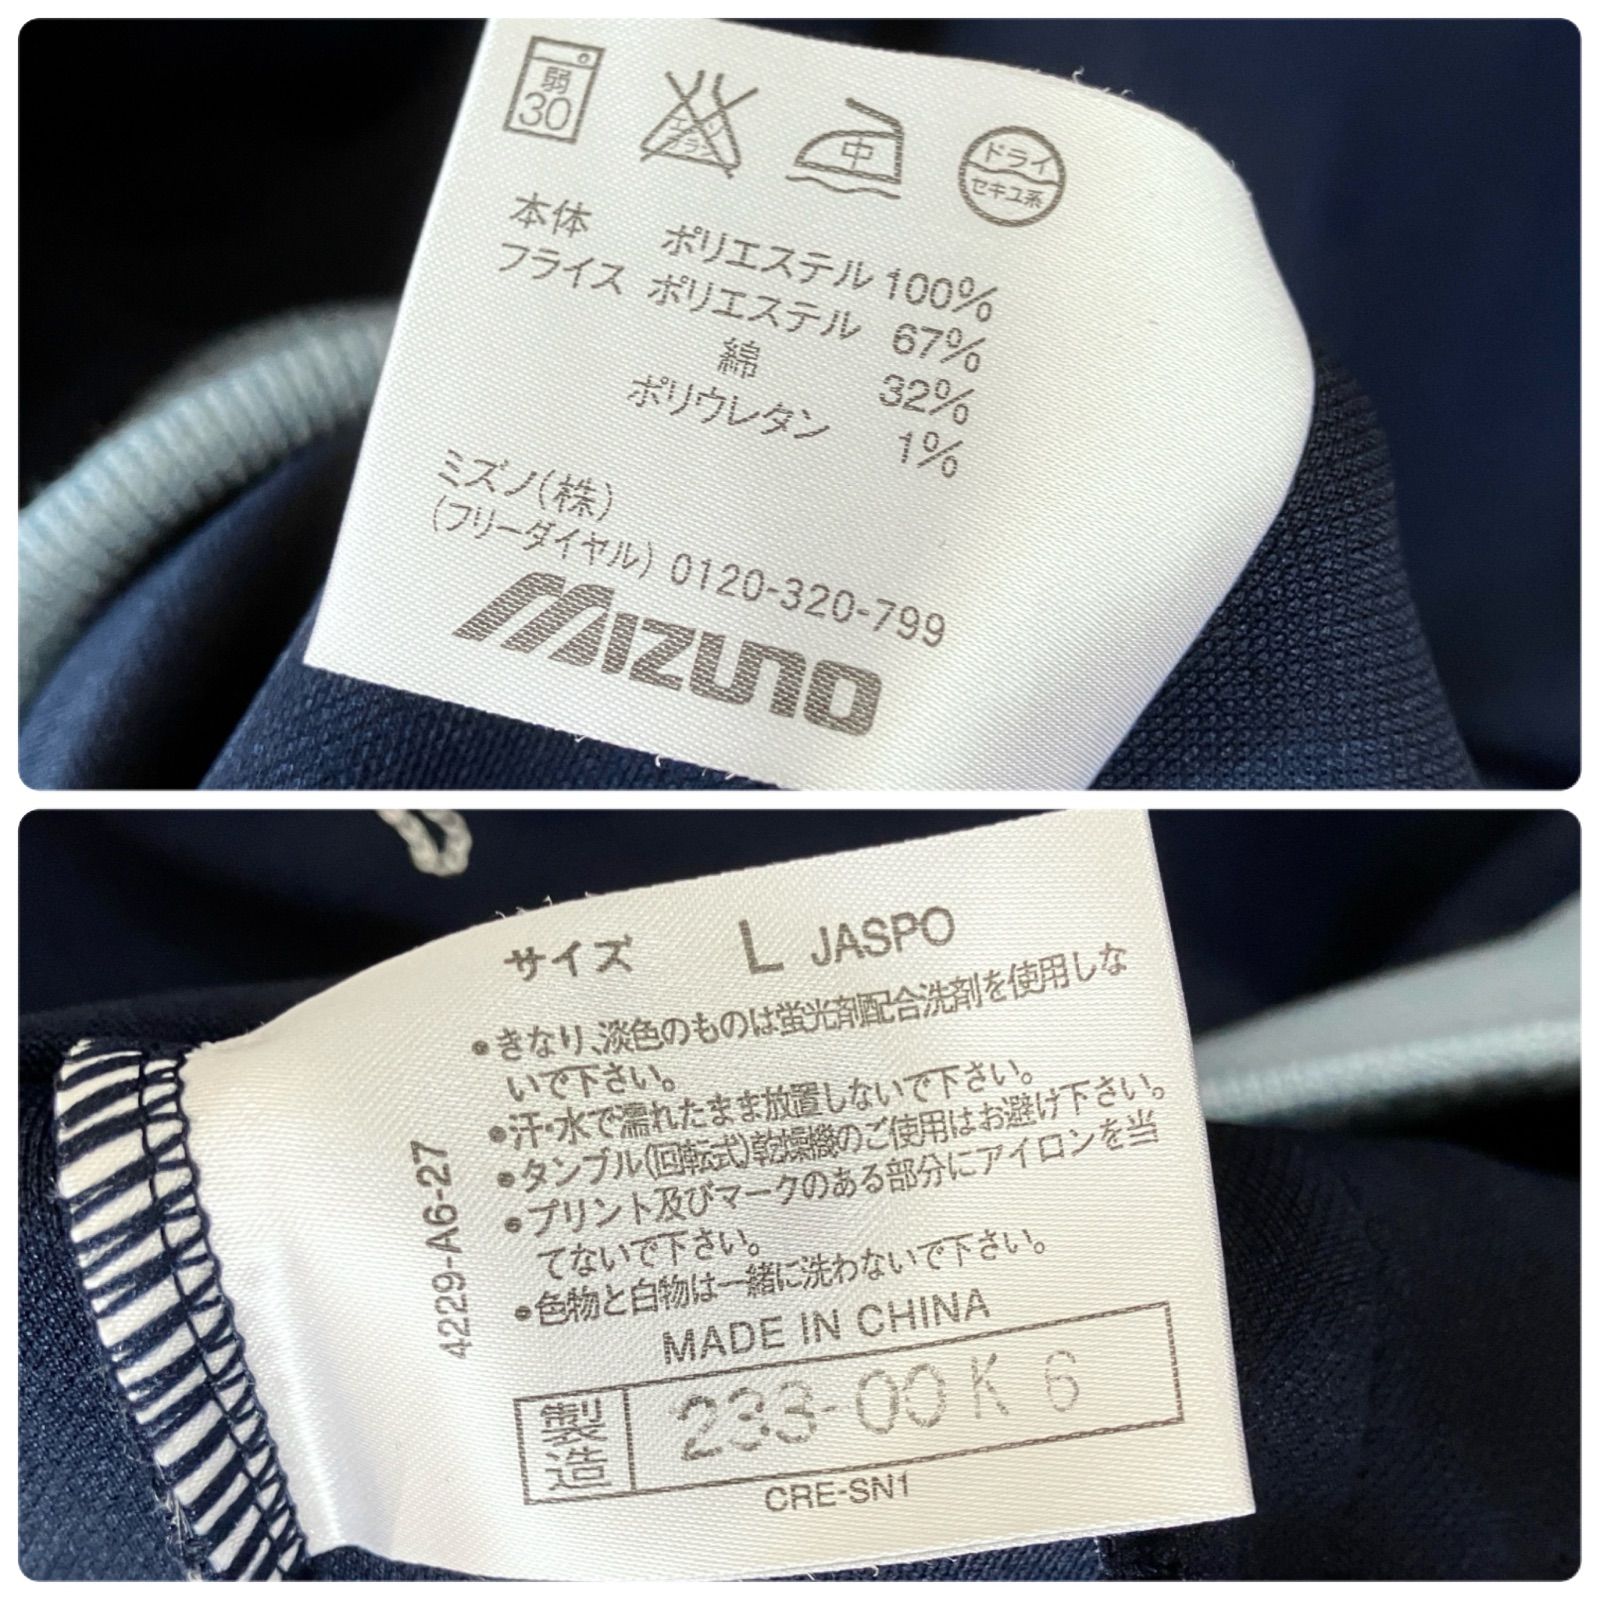 弱
30
エンソ
フラニ
中
ドライ
セキユ系
本体 ポリエステル 100%
フライス ポリエステル 67%
綿 32%
ポリウレタン 1%
ミズノ(株)
(フリーダイヤル) 0120-320-799
MIZUNO
サイズ L JASPO
•きなり、淡色のものは蛍光剤配合洗剤を使用しな
いで下さい。
•汗・水で濡れたまま放置しないで下さい。
•タンブル(回転式)乾燥機のご使用はお避け下さい。
•プリント及びマークのある部分にアイロンを当
てないで下さい。
•色物と白物は一緒に洗わないで下さい。
4229-A6-27
MADE IN CHINA
製造 233-00 K 6
CRE-SN1